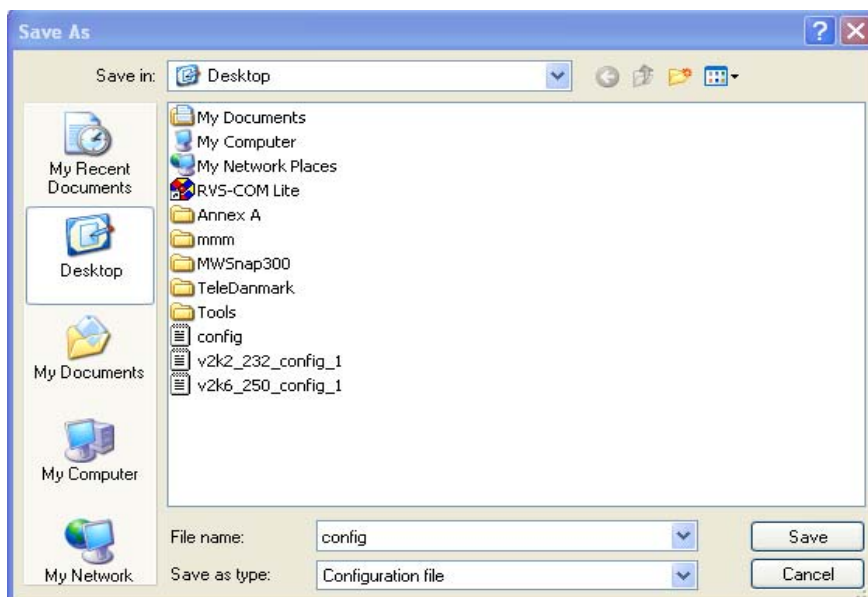 Save As
Save in:
Desktop
My Recent
Documents
Desktop
My Documents
My Computer
My Network
My Documents
My Computer
My Network Places
RVS-COM Lite
Annex A
mmm
MWSnap300
TeleDanmark
Tools
config
v2k2_232_config_1
v2k6_250_config_1
File name:
config
Save
Save as type:
Configuration file
Cancel